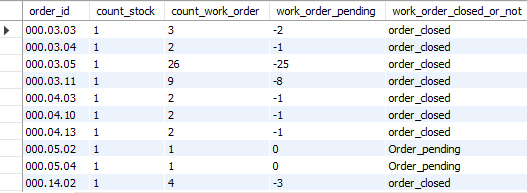 order_id count_stock count_work_order work_order_pending work_order_closed_or_not
000.03.03 1 3 -2 order_closed
000.03.04 1 2 -1 order_closed
000.03.05 1 26 -25 order_closed
000.03.11 1 9 -8 order_closed
000.04.03 1 2 -1 order_closed
000.04.10 1 2 -1 order_closed
000.04.13 1 2 -1 order_closed
000.05.02 1 1 0 Order_pending
000.05.04 1 1 0 Order_pending
000.14.02 1 4 -3 order_closed